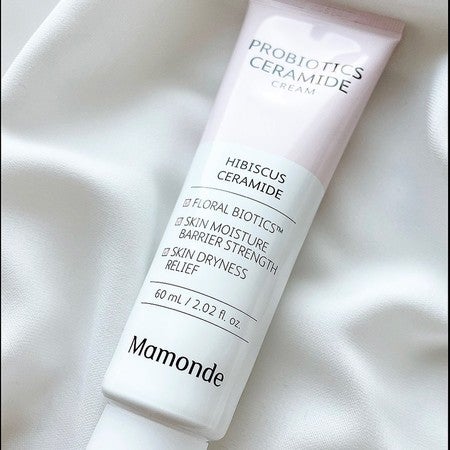 PROBIOTICS
CERAMIDE
CREAM
HIBISCUS
CERAMIDE
☑ FLORAL BIOTICS™
☑ SKIN MOISTURE
BARRIER STRENGTH
☑ SKIN DRYNESS
RELIEF
60 mL / 2.02 fl. oz.
Mamonde